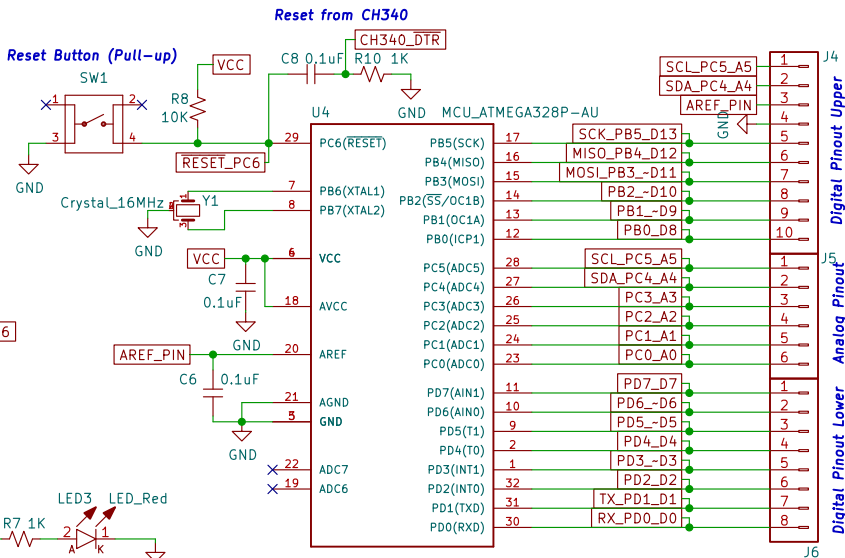 Reset from CH340
Reset Button (Pull-up)
CH340_DTR
C8 0.1uF R10 1K
GND
SW1
1 2
3 4
GND
VCC
R8
10K
RESET_PC6
Crystal_16MHz Y1
1
2
3
GND
VCC
C7
0.1uF
GND
AREF_PIN
C6 0.1uF
GND
6
U4 MCU_ATMEGA328P-AU
29 PC6(RESET)
7 PB6(XTAL1)
8 PB7(XTAL2)
6 VCC
18 AVCC
20 AREF
21 AGND
GND
22 ADC7
19 ADC6
PB5(SCK) 17 SCK_PB5_D13
PB4(MISO) 16 MISO_PB4_D12
PB3(MOSI) 15 MOSI_PB3_~D11
PB2(SS/OC1B) 14 PB2_~D10
PB1(OC1A) 13 PB1_~D9
PB0(ICP1) 12 PB0_D8
PC5(ADC5) 28 SCL_PC5_A5
PC4(ADC4) 27 SDA_PC4_A4
PC3(ADC3) 26 PC3_A3
PC2(ADC2) 25 PC2_A2
PC1(ADC1) 24 PC1_A1
PC0(ADC0) 23 PC0_A0
PD7(AIN1) 11 PD7_D7
PD6(AIN0) 10 PD6_~D6
PD5(T1) 9 PD5_~D5
PD4(T0) 2 PD4_D4
PD3(INT1) 1 PD3_~D3
PD2(INT0) 32 PD2_D2
PD1(TXD) 31 TX_PD1_D1
PD0(RXD) 30 RX_PD0_D0
J4
SCL_PC5_A5 1
SDA_PC4_A4 2
AREF_PIN 3
GND 4
5
6
7
8
9
10
Digital Pinout Upper
J5
1
2
3
4
5
6
Analog Pinout
1
2
3
4
5
6
7
8
Digital Pinout Lower
J6
LED3 LED_Red
R7 1K
2 1
A K